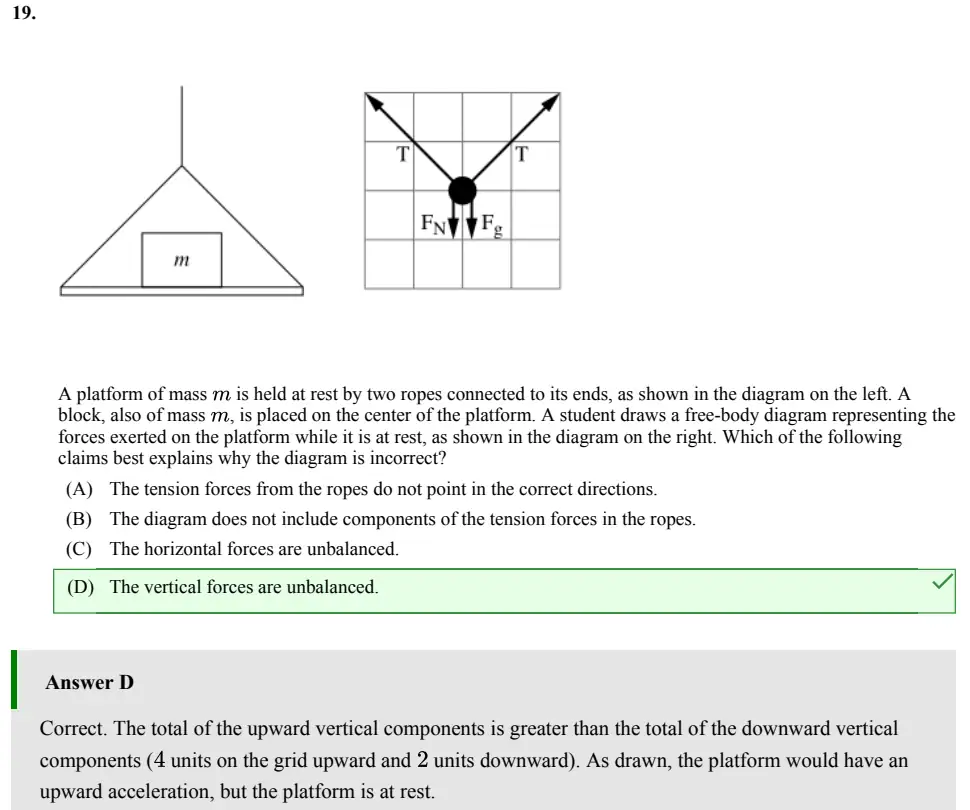 19.
T
T
F_N
F_g
m
A platform of mass m is held at rest by two ropes connected to its ends, as shown in the diagram on the left. A
block, also of mass m, is placed on the center of the platform. A student draws a free-body diagram representing the
forces exerted on the platform while it is at rest, as shown in the diagram on the right. Which of the following
claims best explains why the diagram is incorrect?
(A) The tension forces from the ropes do not point in the correct directions.
(B) The diagram does not include components of the tension forces in the ropes.
(C) The horizontal forces are unbalanced.
(D) The vertical forces are unbalanced.
Answer D
Correct. The total of the upward vertical components is greater than the total of the downward vertical
components (4 units on the grid upward and 2 units downward). As drawn, the platform would have an
upward acceleration, but the platform is at rest.